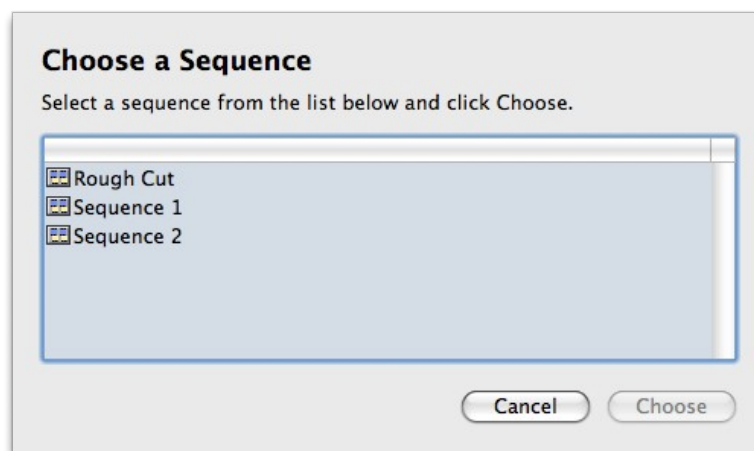 Choose a Sequence
Select a sequence from the list below and click Choose.
Rough Cut
Sequence 1
Sequence 2
Cancel Choose